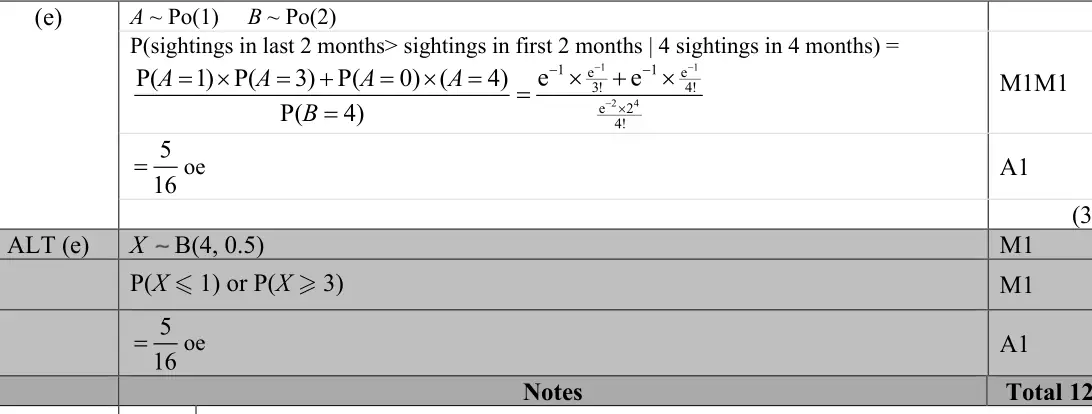 (e) A ~ Po(1) B ~ Po(2)
P(sightings in last 2 months> sightings in first 2 months | 4 sightings in 4 months) =
P(A = 1) × P(A = 3) + P(A = 0) × (A = 4) / P(B = 4) = e⁻¹ × e⁻¹/3! + e⁻¹ × e⁻¹/4! / e⁻²×2⁴/4! M1M1
= 5/16 oe A1
(3
ALT (e) X ~ B(4, 0.5) M1
P(X ⩽ 1) or P(X ⩾ 3) M1
= 5/16 oe A1
Notes Total 12